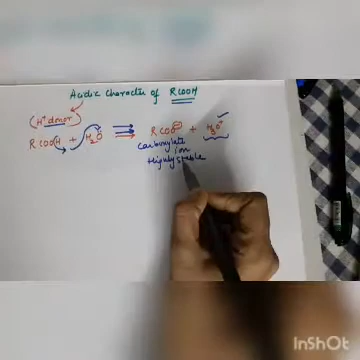 Acidic Character of RCOOH
(H⁺ donor)
RCOOH + H₂O ⇌ RCOO⊖ + H₃O⁺
Carboxylate
ion
Highly stable
InShOt